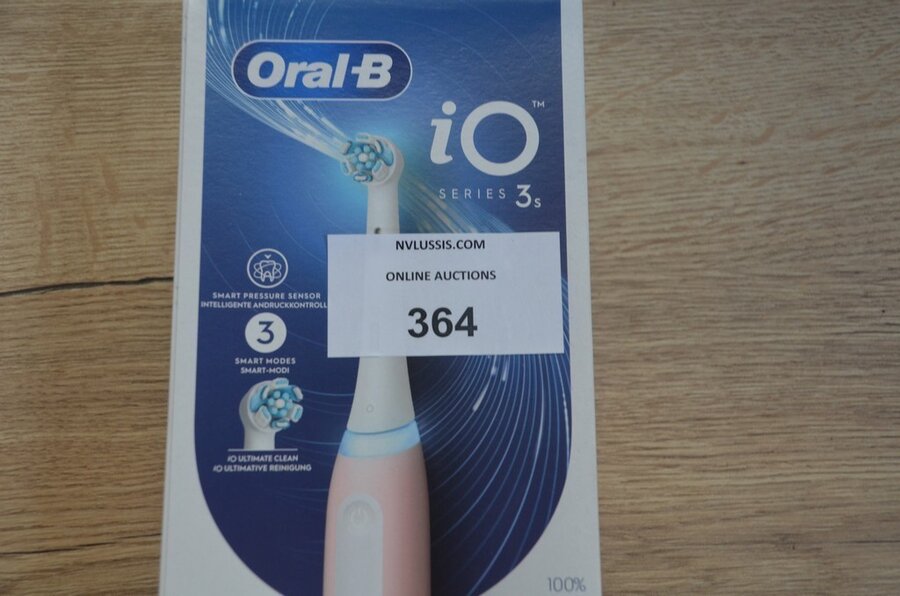 Oral-B
iO™
SERIES 3s
NVLUSSIS.COM
ONLINE AUCTIONS
364
SMART PRESSURE SENSOR
INTELLIGENTE ANDRUCKKONTROLL
3
SMART MODES
SMART-MODI
iO ULTIMATE CLEAN
iO ULTIMATIVE REINIGUNG
100%